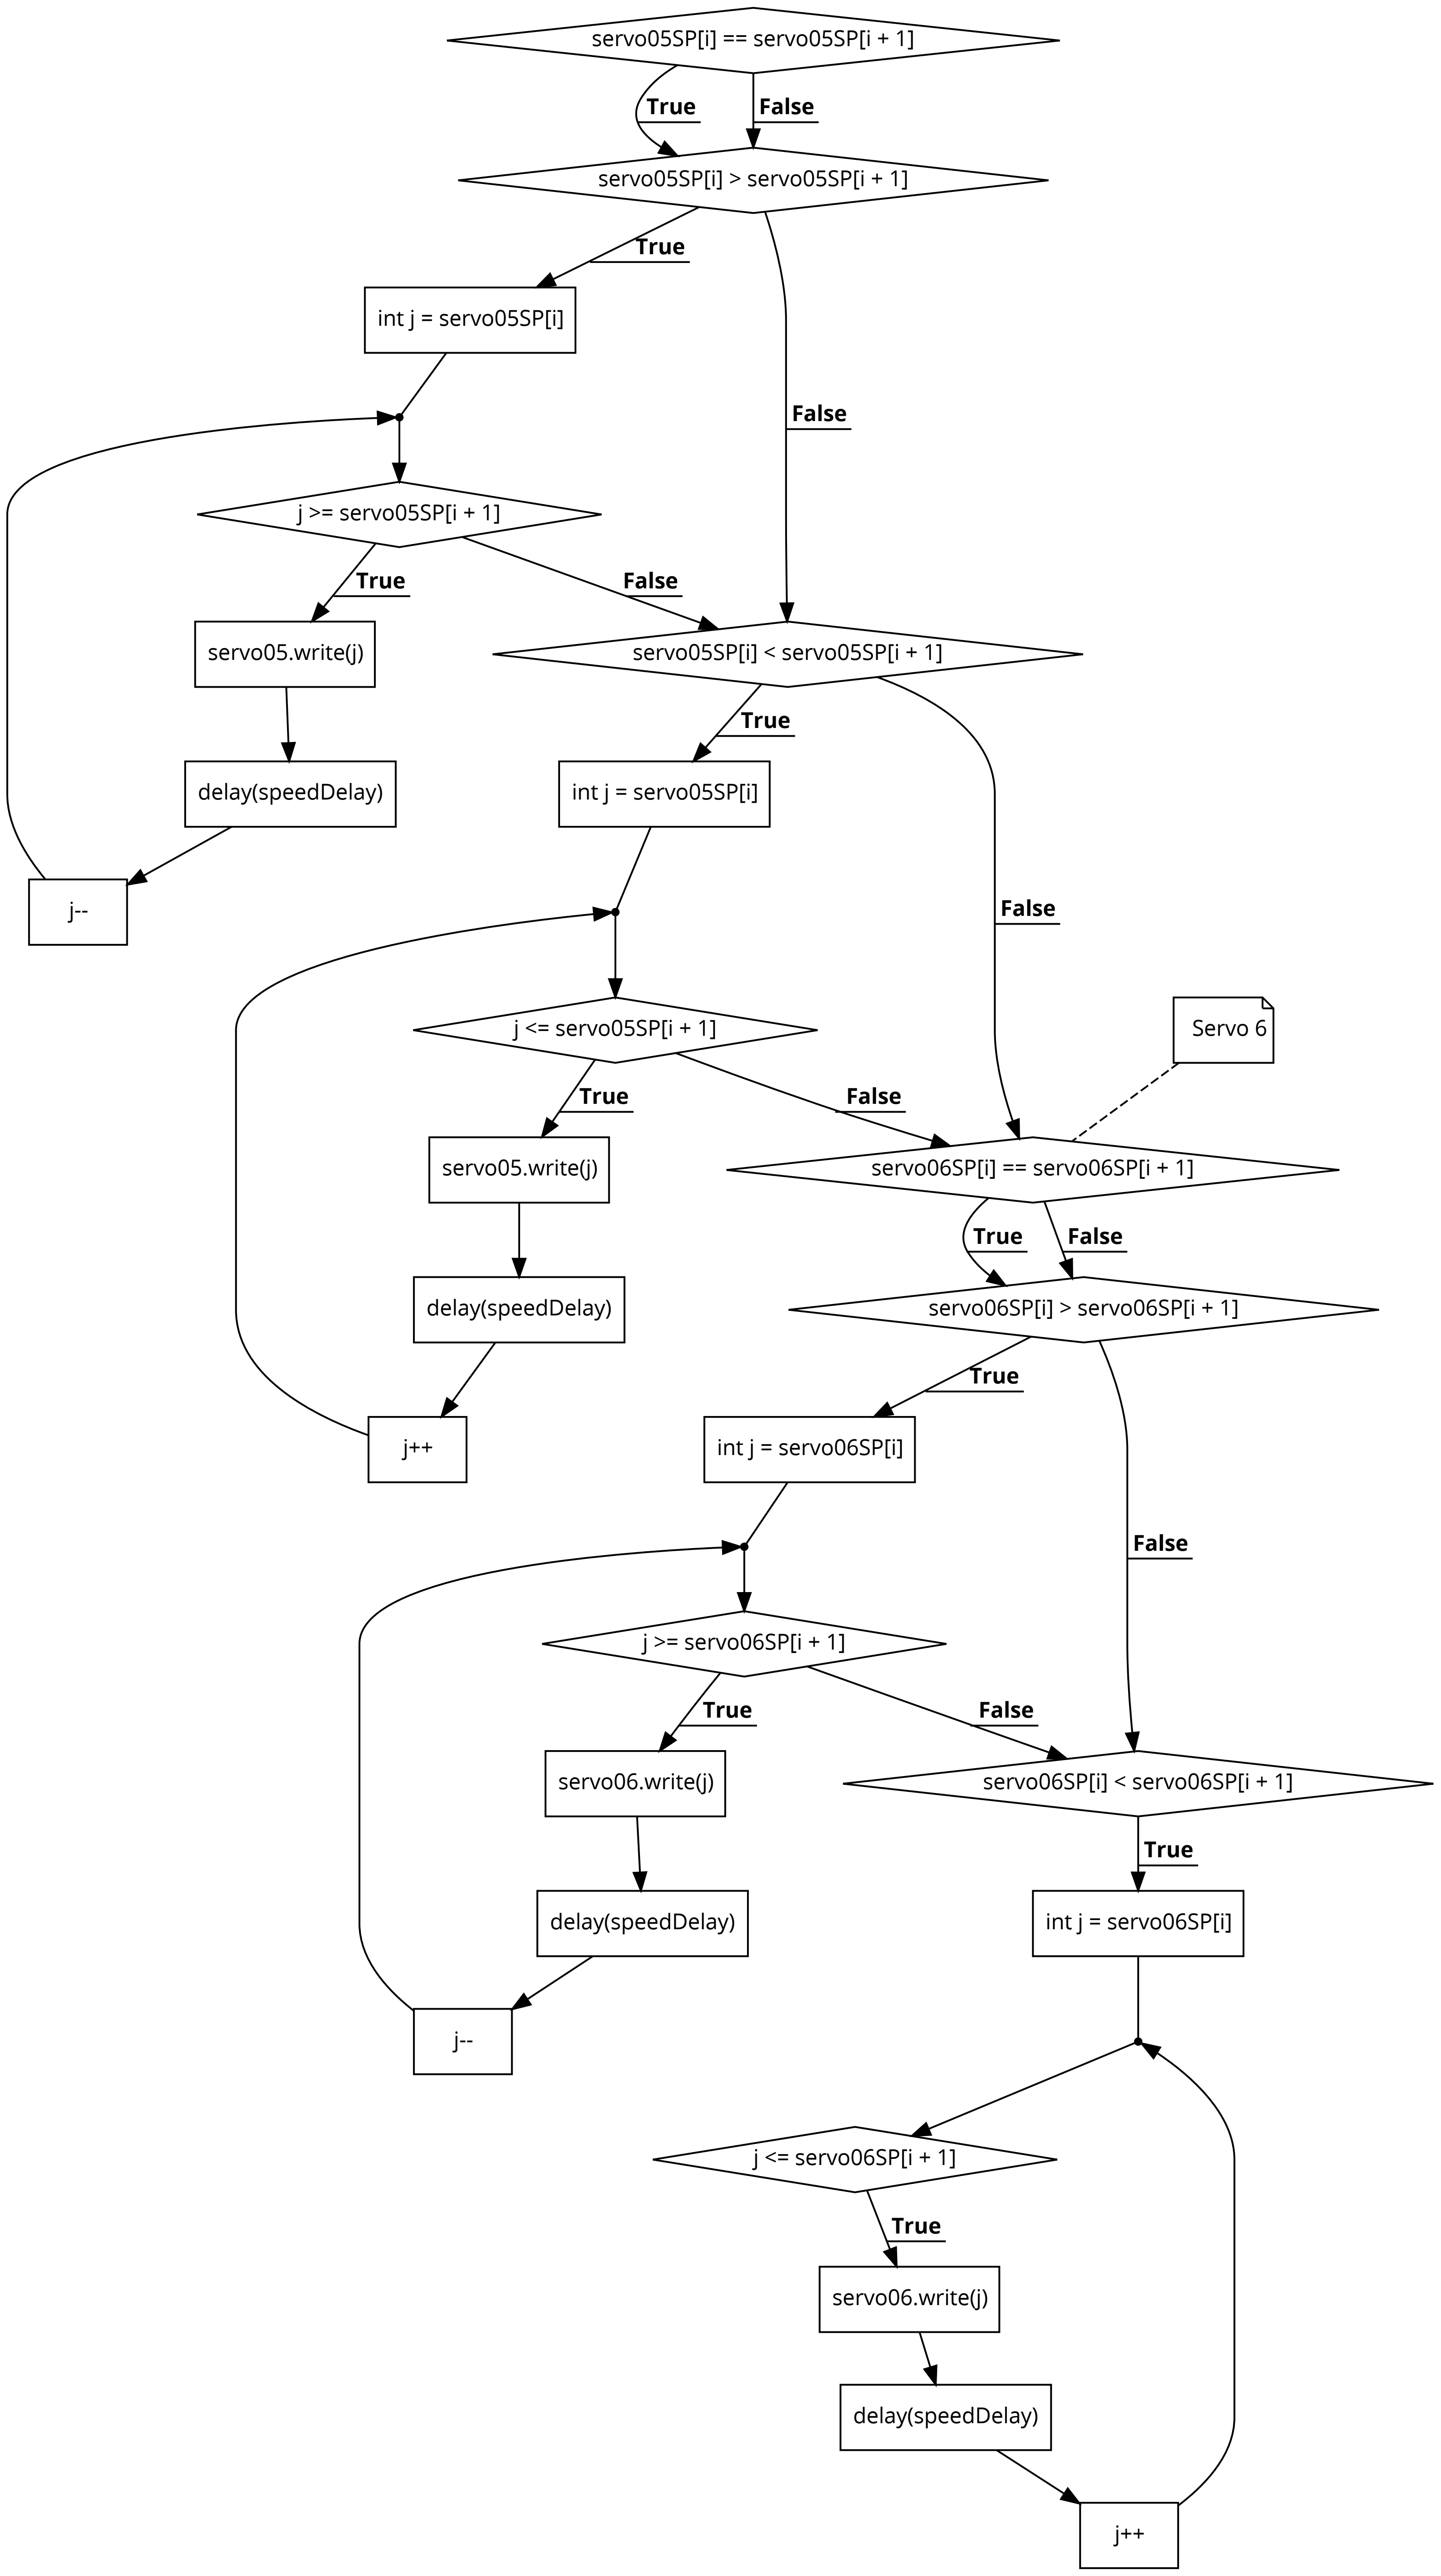 servo05SP[i] == servo05SP[i + 1]
True
False
servo05SP[i] > servo05SP[i + 1]
True
int j = servo05SP[i]
False
j >= servo05SP[i + 1]
True
False
servo05.write(j)
servo05SP[i] < servo05SP[i + 1]
True
delay(speedDelay)
int j = servo05SP[i]
j--
False
j <= servo05SP[i + 1]
Servo 6
True
False
servo05.write(j)
servo06SP[i] == servo06SP[i + 1]
True
False
delay(speedDelay)
servo06SP[i] > servo06SP[i + 1]
True
j++
int j = servo06SP[i]
False
j >= servo06SP[i + 1]
True
False
servo06.write(j)
servo06SP[i] < servo06SP[i + 1]
True
delay(speedDelay)
int j = servo06SP[i]
j--
j <= servo06SP[i + 1]
True
servo06.write(j)
delay(speedDelay)
j++